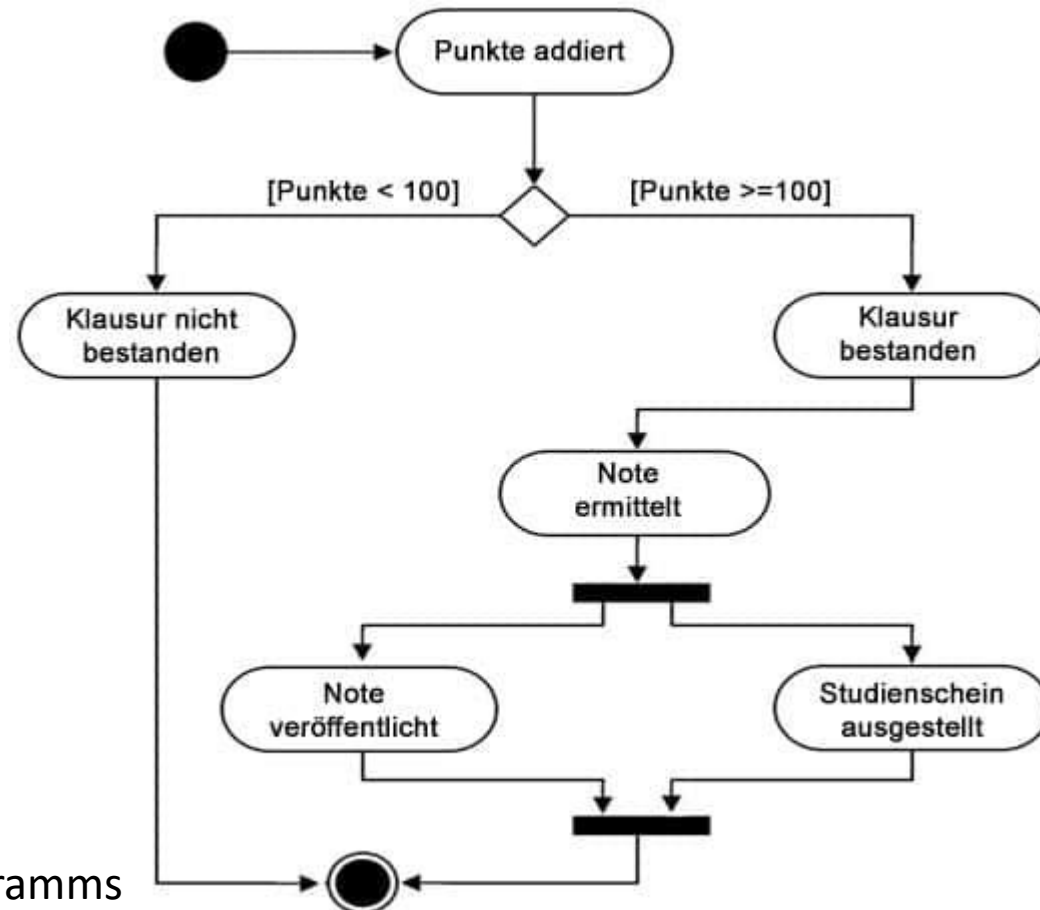 Punkte addiert
[Punkte < 100]
[Punkte >=100]
Klausur nicht
bestanden
Klausur
bestanden
Note
ermittelt
Note
veröffentlicht
Studienschein
ausgestellt
ramms